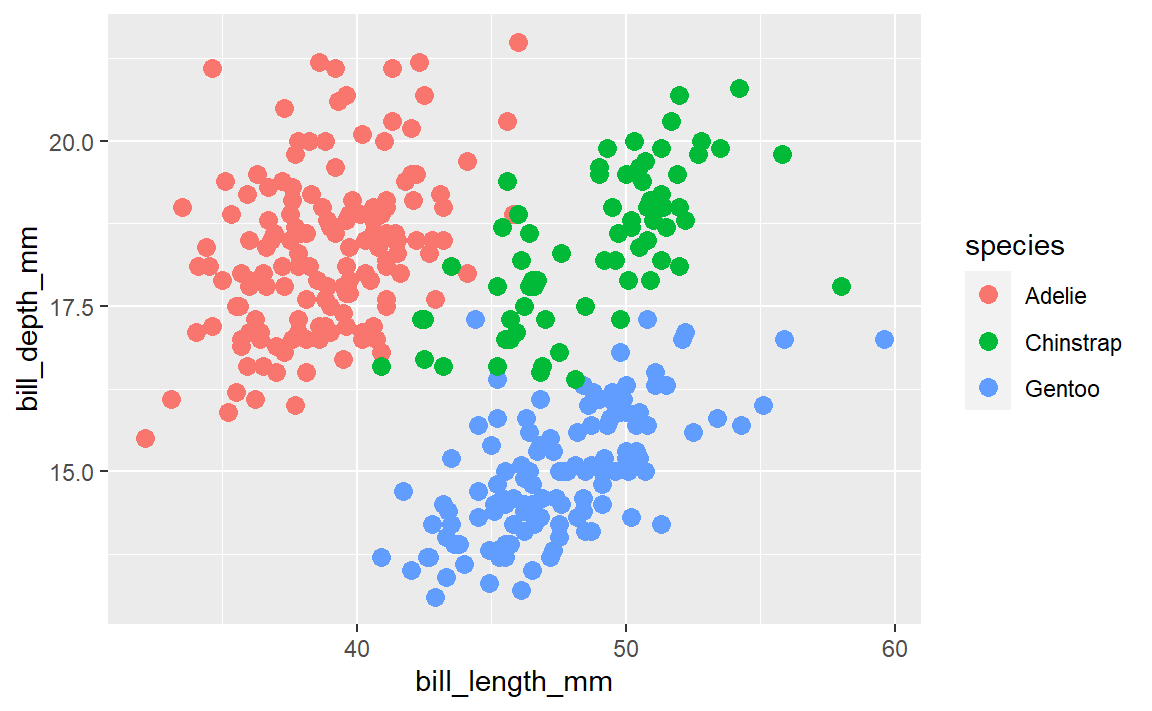 bill_depth_mm
20.0
17.5
15.0
40
50
60
bill_length_mm
species
Adelie
Chinstrap
Gentoo